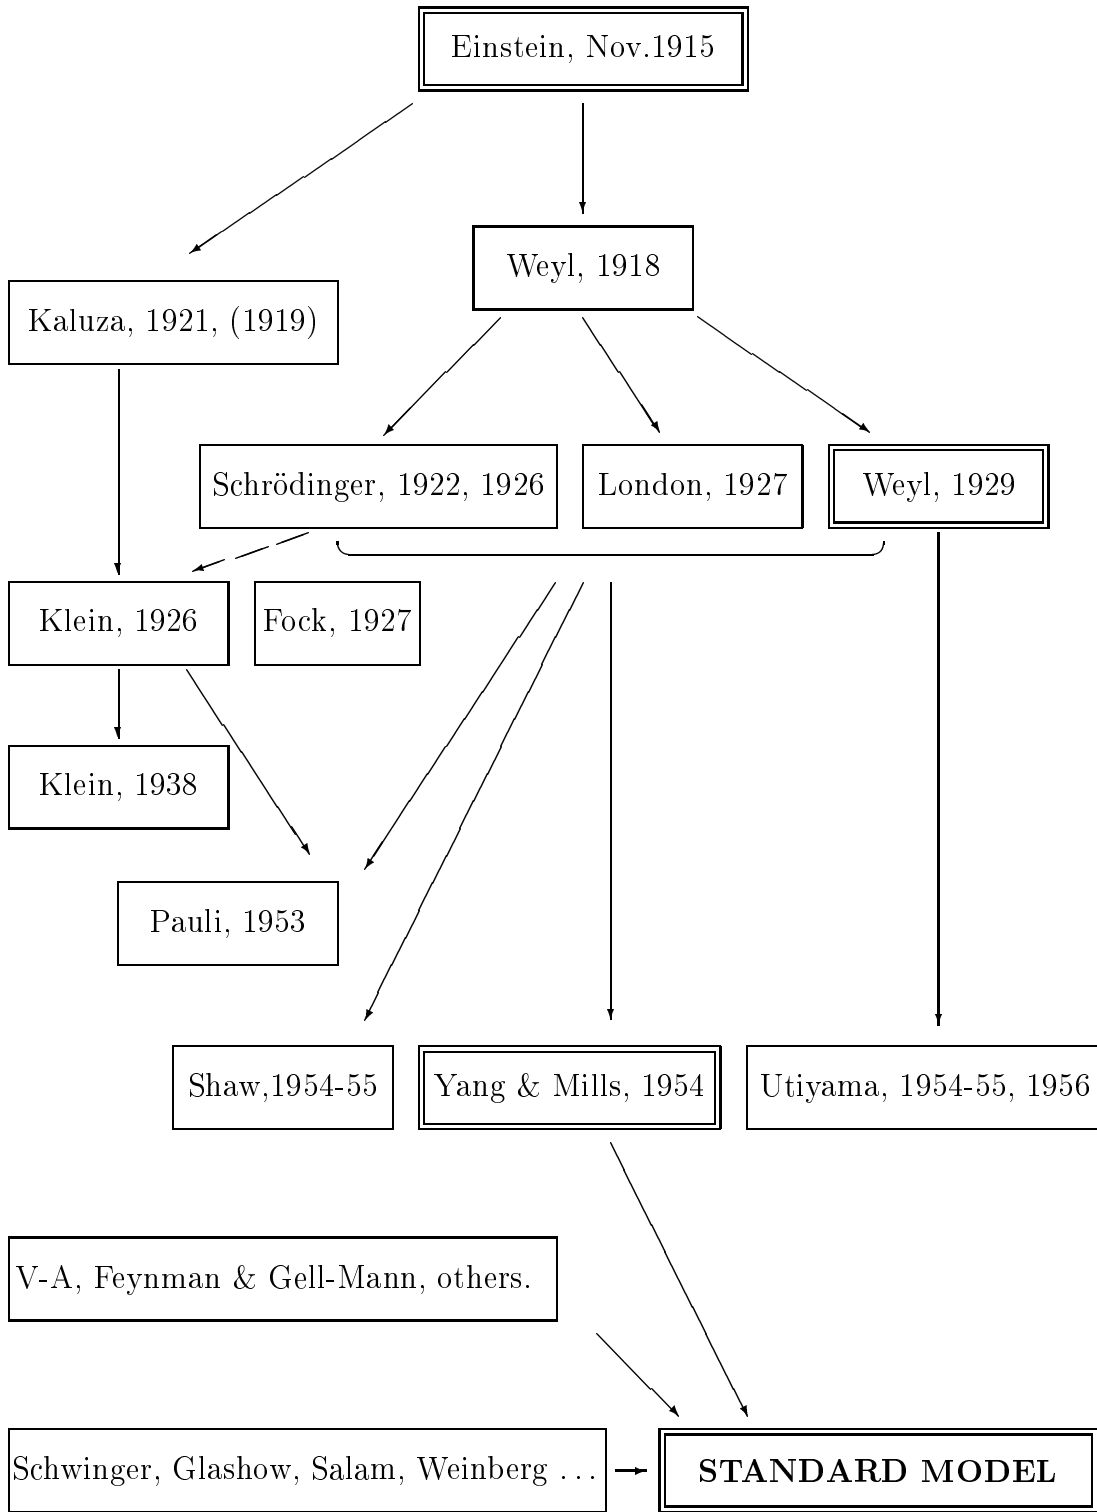 Einstein, Nov.1915
Weyl, 1918
Kaluza, 1921, (1919)
Schrödinger, 1922, 1926
London, 1927
Weyl, 1929
Klein, 1926
Fock, 1927
Klein, 1938
Pauli, 1953
Shaw,1954-55
Yang & Mills, 1954
Utiyama, 1954-55, 1956
V-A, Feynman & Gell-Mann, others.
Schwinger, Glashow, Salam, Weinberg ...
STANDARD MODEL